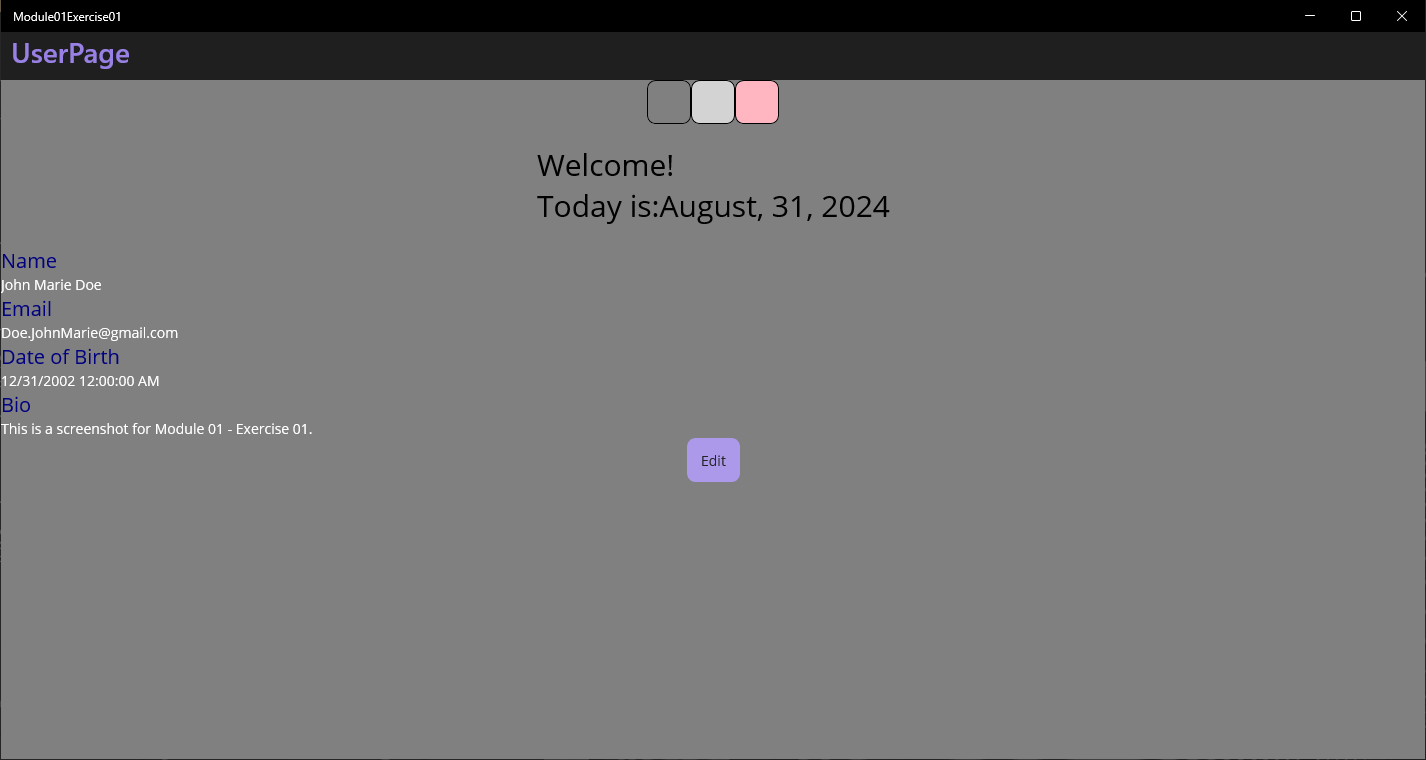 Module01Exercise01
UserPage
Welcome!
Today is:August, 31, 2024
Name
John Marie Doe
Email
Doe.JohnMarie@gmail.com
Date of Birth
12/31/2002 12:00:00 AM
Bio
This is a screenshot for Module 01 - Exercise 01.
Edit